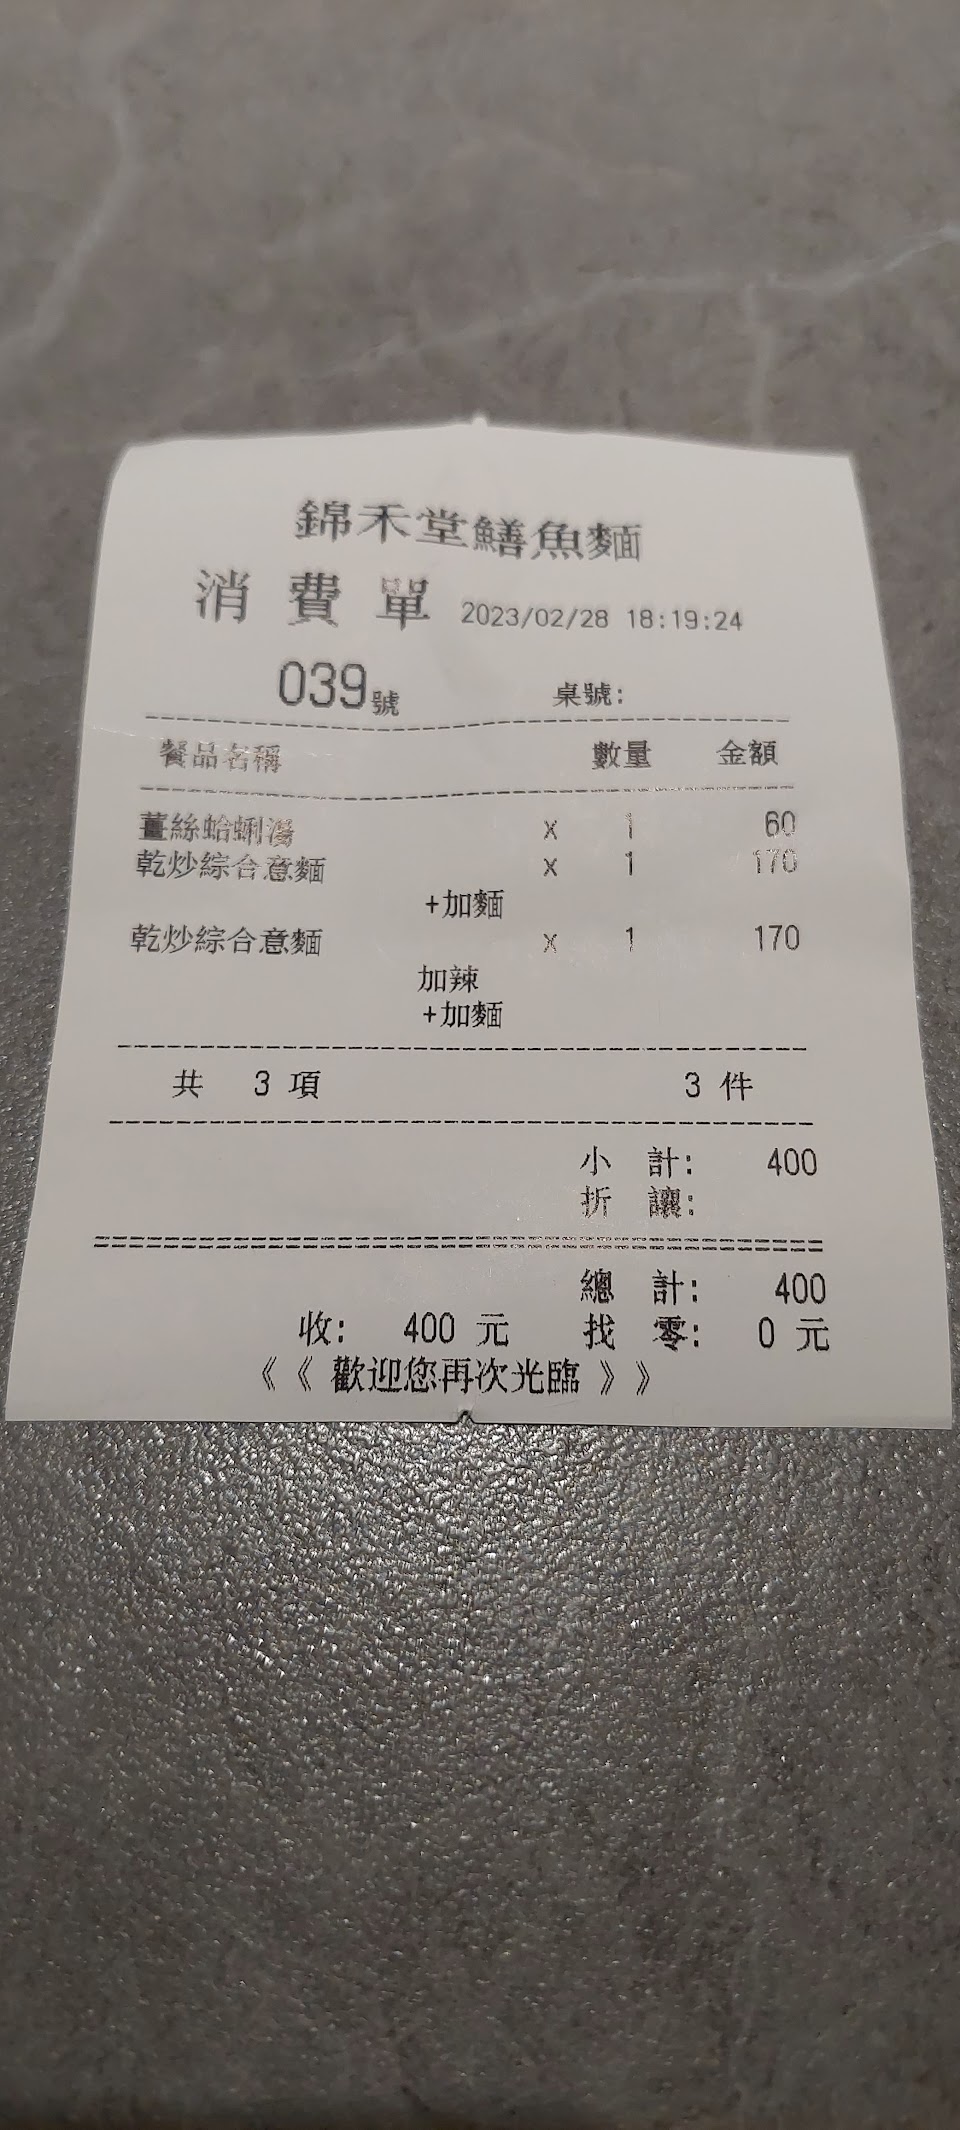 錦禾堂鱔魚麵
消費單 2023/02/28 18:19:24
039號 桌號:
餐品名稱 數量 金額
薑絲蛤蜊湯 x 1 60
乾炒綜合意麵 x 1 170
+加麵
乾炒綜合意麵 x 1 170
加辣
+加麵
共 3 項 3 件
小計: 400
折讓:
總計: 400
收: 400 元 找零: 0 元
《《歡迎您再次光臨》》